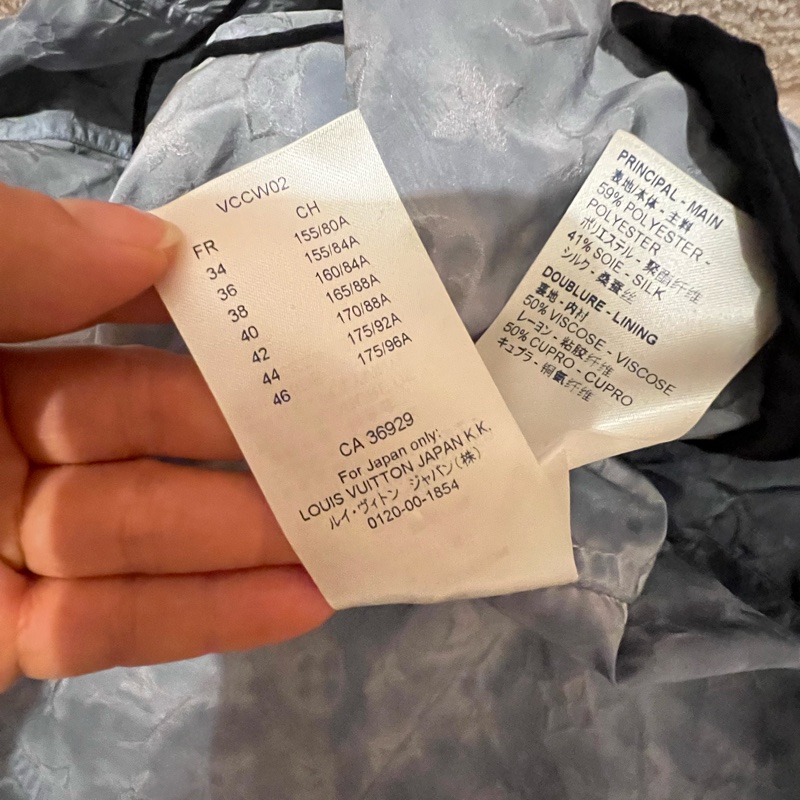 VCCW02
FR CH
34 155/80A
36 155/84A
38 160/84A
40 165/88A
42 170/88A
44 175/92A
46 175/96A
CA 36929
For Japan only:
LOUIS VUITTON JAPAN K.K.
ルイ・ヴィトン ジャパン(株)
0120-00-1854
PRINCIPAL - MAIN
表地/本体 - 主料
59% POLYESTER -
POLYESTER
ポリエステル - 聚酯纤维
41% SOIE - SILK
シルク - 桑蚕丝
DOUBLURE - LINING
裏地 - 内衬
50% VISCOSE - VISCOSE
レーヨン - 粘胶纤维
50% CUPRO - CUPRO
キュプラ - 铜氨纤维